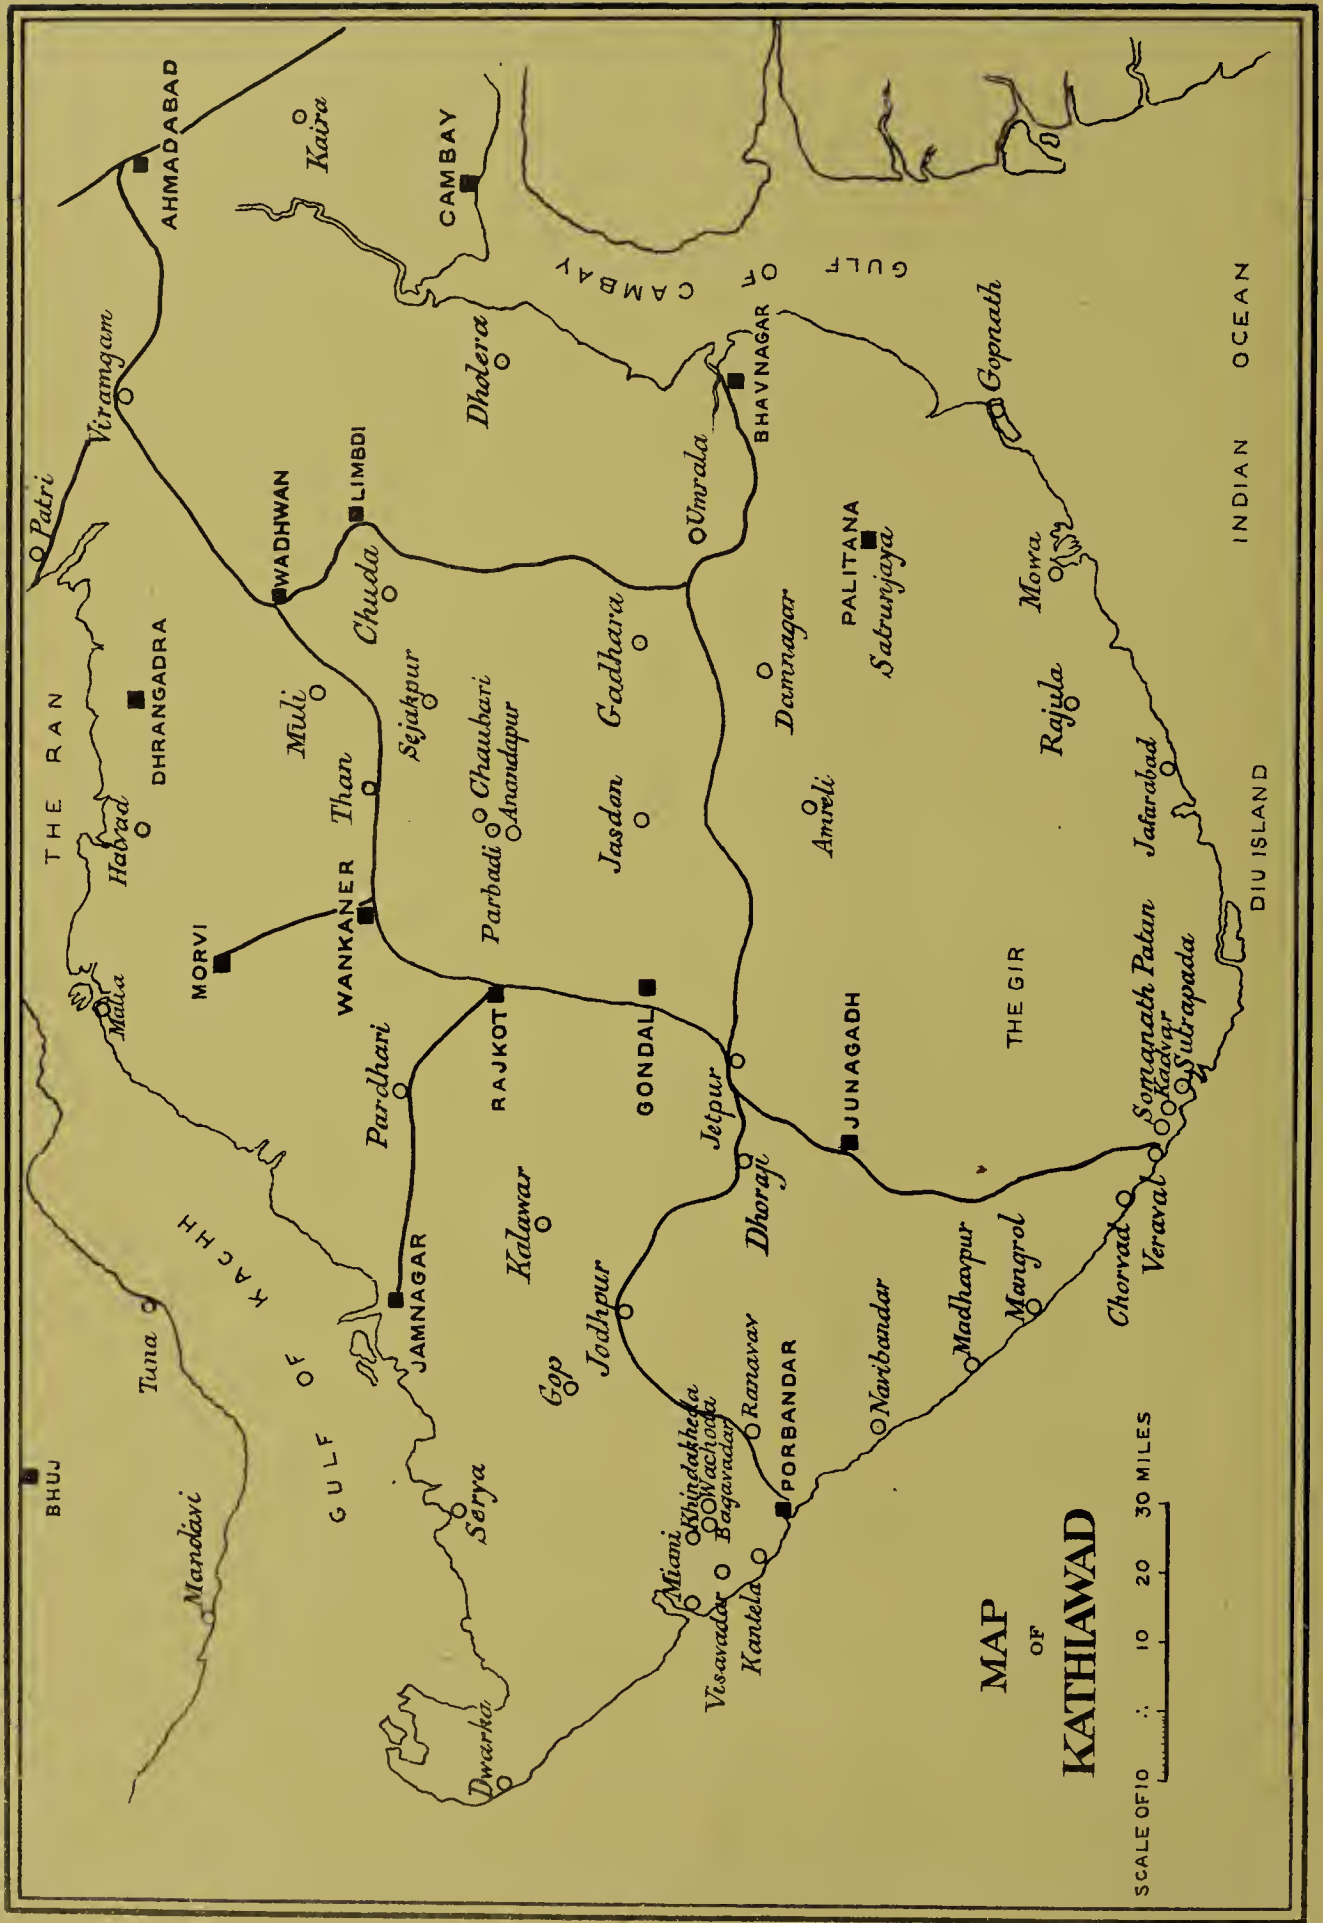 MAP
OF
KATHIAWAD
SCALE OF 10 ∴ 10 20 30 MILES
BHUJ
Mandavi
Tuna
GULF OF KACHH
THE RAN
Patri
Viramgam
AHMADABAD
Kaira
CAMBAY
GULF OF CAMBAY
Malia
Halvad
DHRANGADRA
MORVI
WANKANER
Than
Muli
WADHWAN
LIMBDI
Chuda
Sejakpur
Dholera
Pardhari
JAMNAGAR
RAJKOT
Parbadi
Chaubari
Anandapur
Serya
Dwarka
Kalawar
Gop
Jodhpur
GONDAL
Jasdan
Gadhara
Umrala
BHAVNAGAR
Miani
Khindakheda
Wachoda
Bagavadar
Visavadar
Kantela
Ranavav
PORBANDAR
Jetpur
Dhoraji
JUNAGADH
Amreli
Damnagar
PALITANA
Satrunjaya
Navibandar
Madhavpur
Mangrol
Chorvad
Veraval
Somanath Patan
Kadvar
Sutrapada
THE GIR
Jafarabad
Rajula
Mowa
Gopnath
DIU ISLAND
INDIAN OCEAN